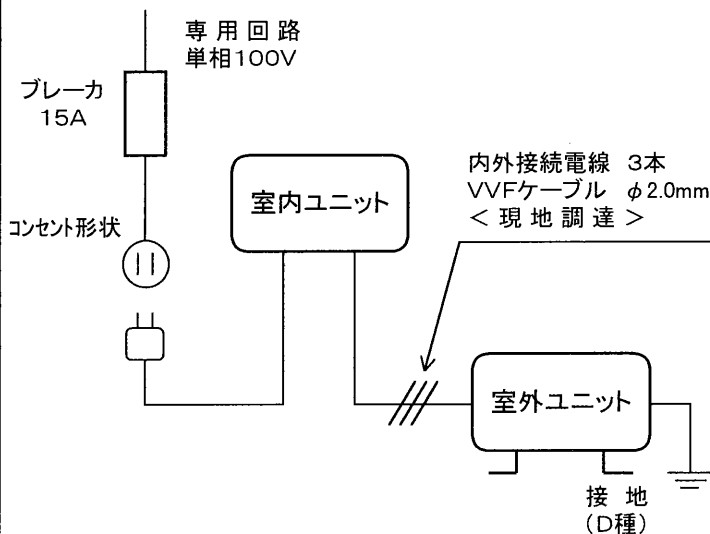 専用回路
単相100V
ブレーカ
15A
コンセント形状
室内ユニット
内外接続電線 3本
VVFケーブル φ2.0mm
＜現地調達＞
室外ユニット
接地
（D種）